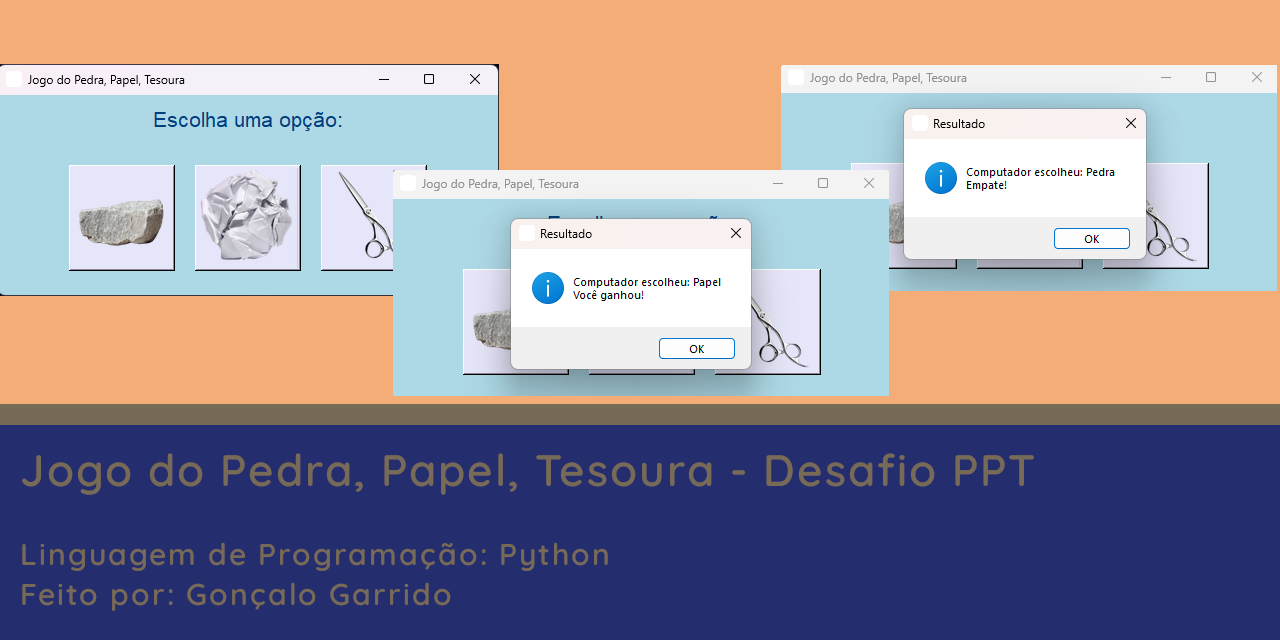 Jogo do Pedra, Papel, Tesoura
Escolha uma opção:
Jogo do Pedra, Papel, Tesoura
Resultado
Computador escolheu: Papel
Você ganhou!
OK
Jogo do Pedra, Papel, Tesoura
Resultado
Computador escolheu: Pedra
Empate!
OK
Jogo do Pedra, Papel, Tesoura - Desafio PPT
Linguagem de Programação: Python
Feito por: Gonçalo Garrido